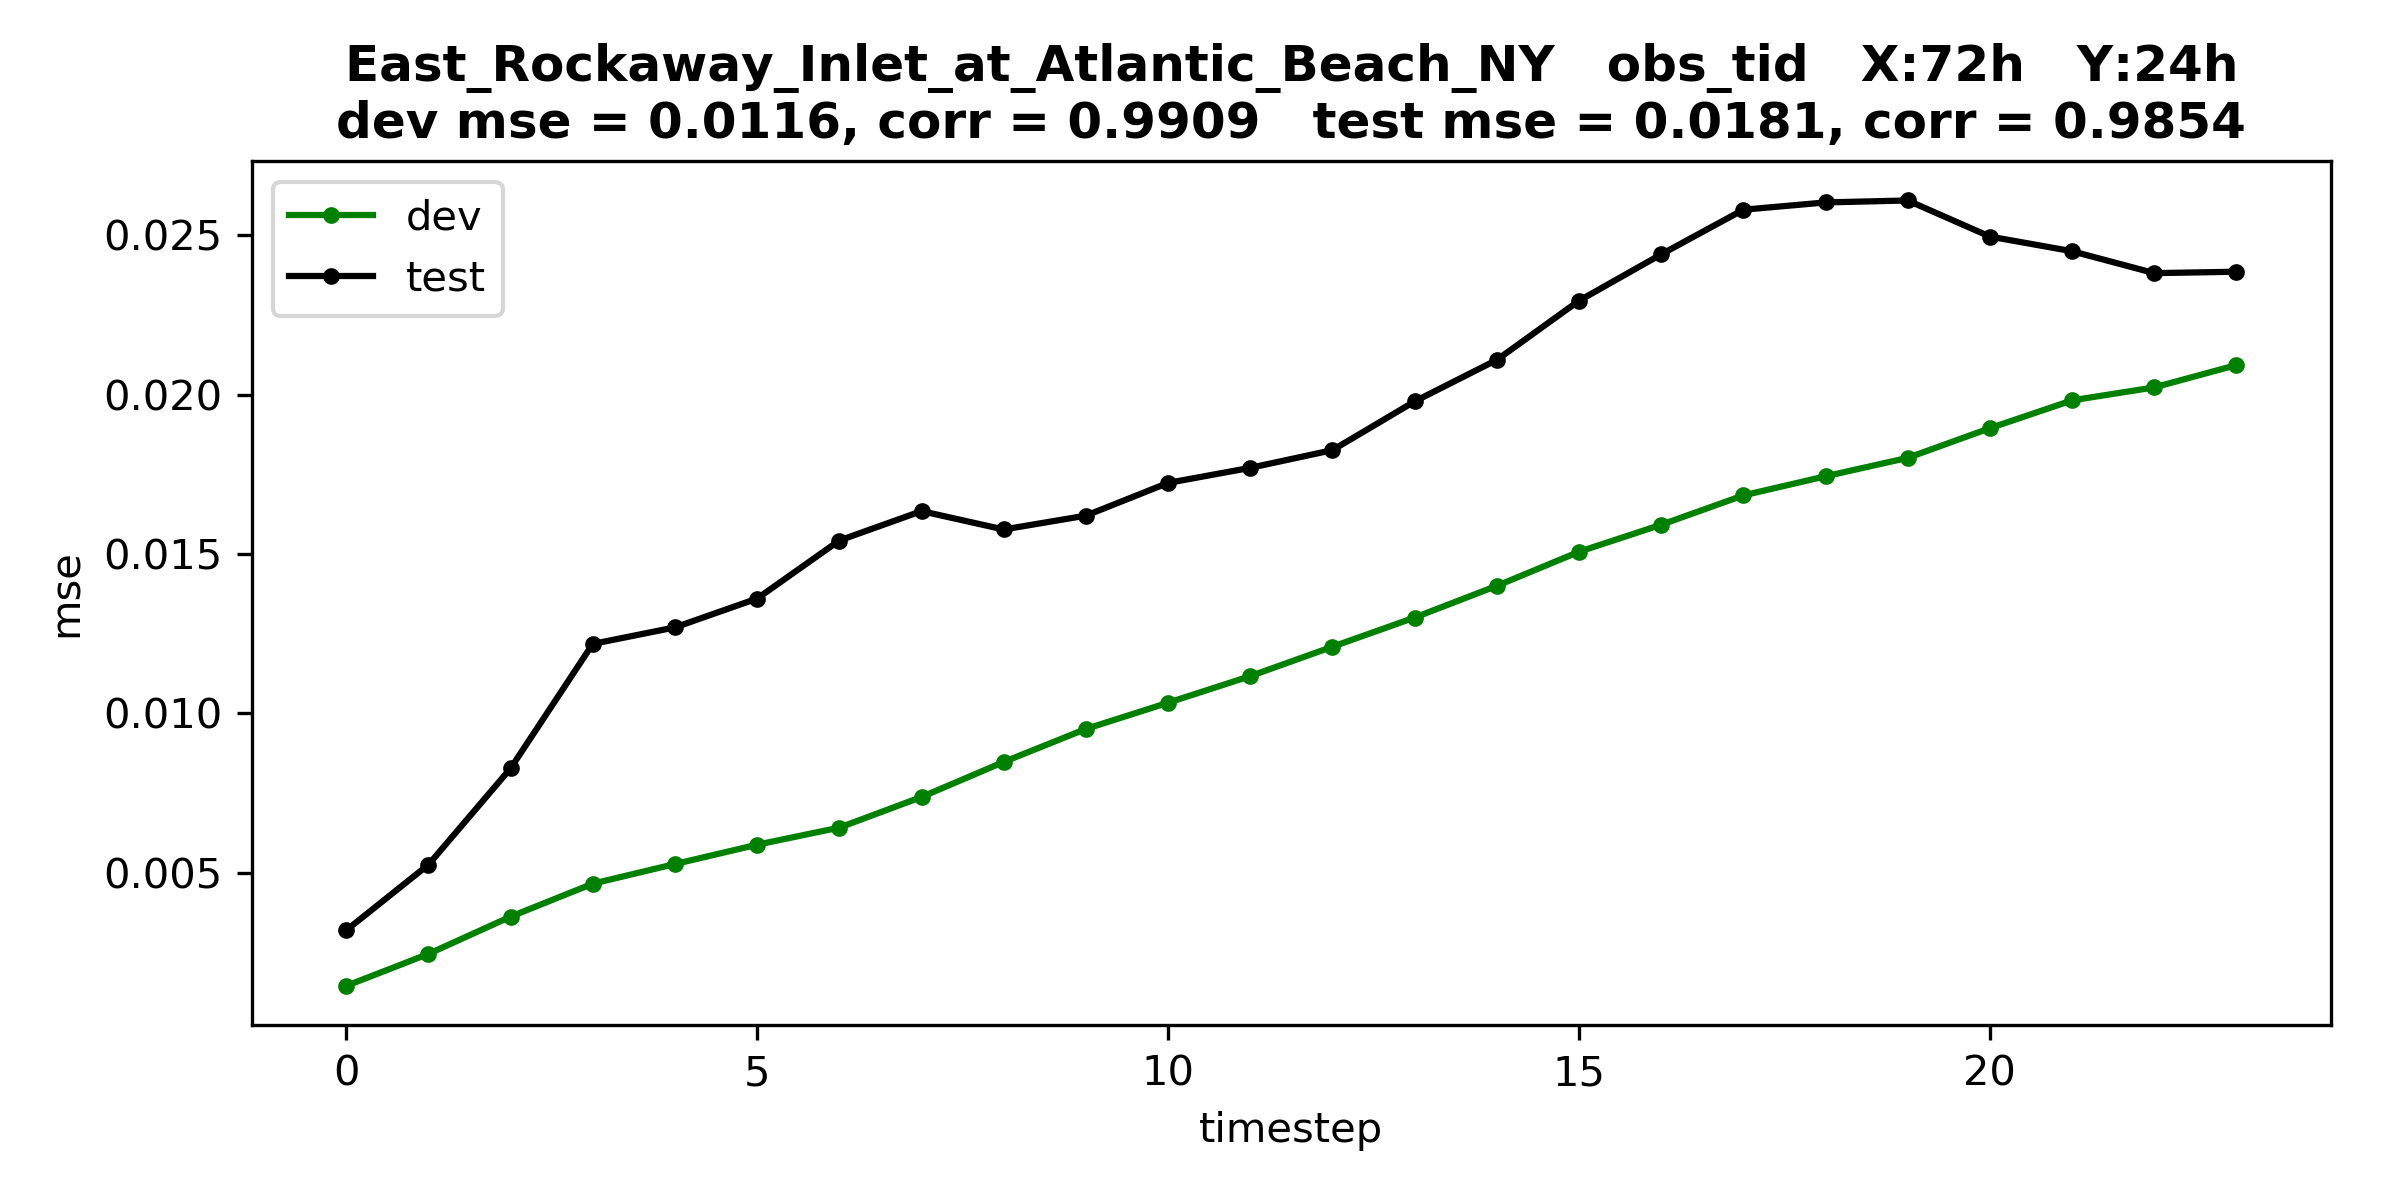 East_Rockaway_Inlet_at_Atlantic_Beach_NY   obs_tid   X:72h   Y:24h
dev mse = 0.0116, corr = 0.9909   test mse = 0.0181, corr = 0.9854
dev
test
0.025
0.020
0.015
0.010
0.005
mse
0 5 10 15 20
timestep